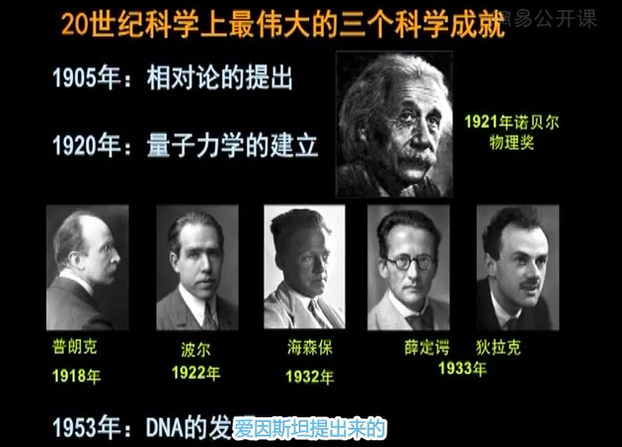 20世纪科学上最伟大的三个科学成就
易公开课
1905年：相对论的提出
1921年诺贝尔
物理奖
1920年：量子力学的建立
普朗克
波尔
海森保
薛定谔
狄拉克
1918年
1922年
1932年
1933年
1953年：DNA的发
爱因斯坦提出来的